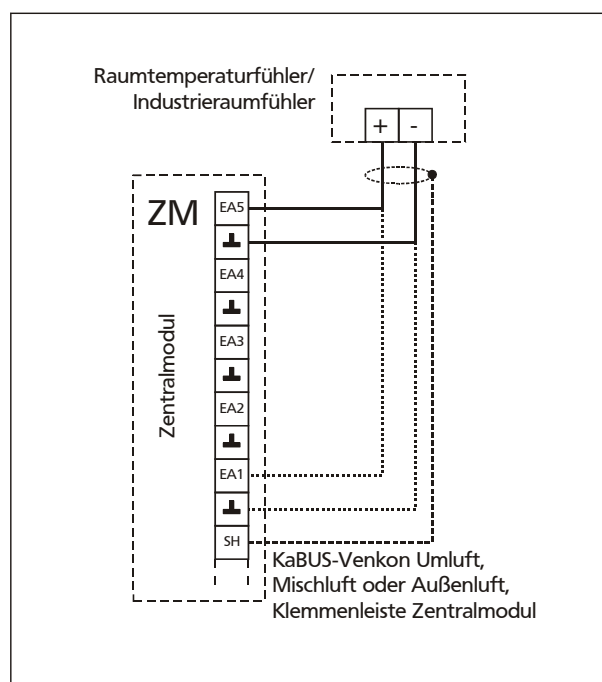 Raumtemperaturfühler/
Industrieraumfühler
+ -
ZM
Zentralmodul
EA5
EA4
EA3
EA2
EA1
SH
KaBUS-Venkon Umluft,
Mischluft oder Außenluft,
Klemmenleiste Zentralmodul